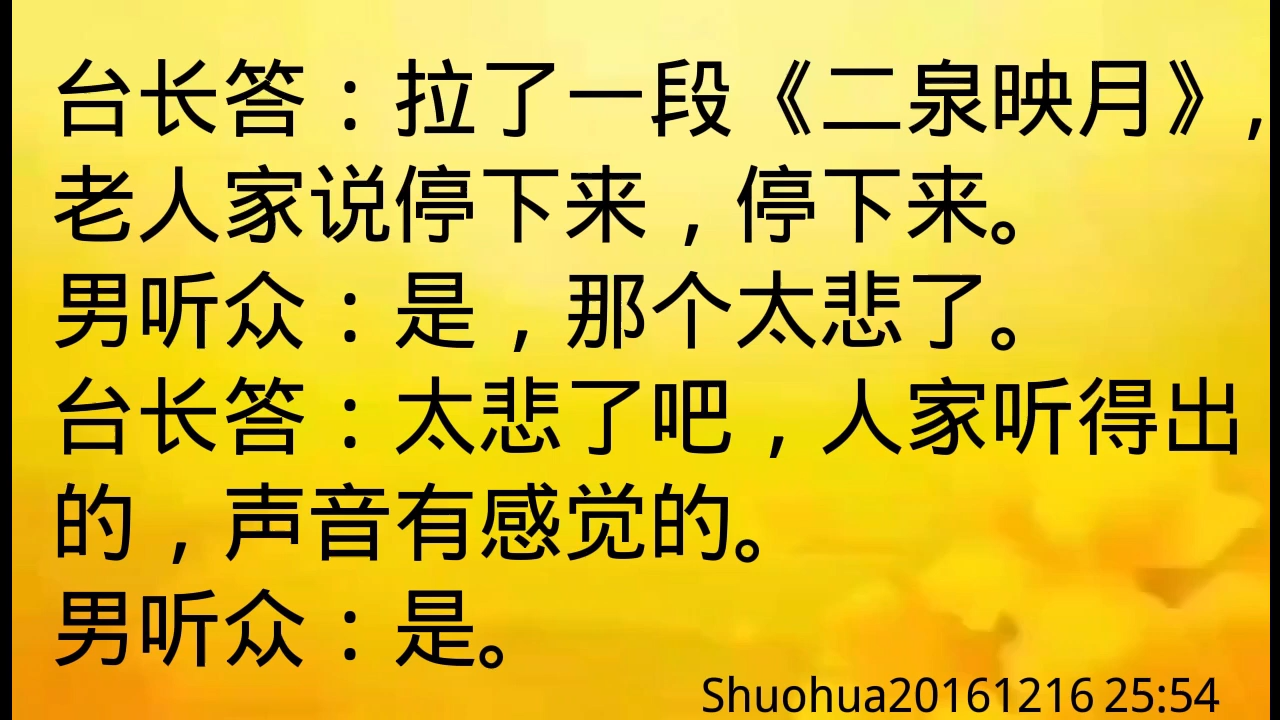 台长答：拉了一段《二泉映月》，
老人家说停下来，停下来。
男听众：是，那个太悲了。
台长答：太悲了吧，人家听得出
的，声音有感觉的。
男听众：是。
Shuohua20161216 25:54